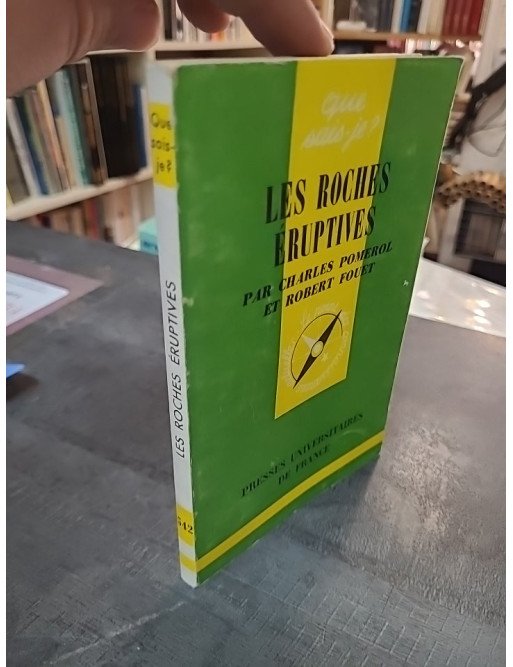 Que
sais-
je?
LES ROCHES ÉRUPTIVES
542
Que
sais-je?
LES ROCHES
ÉRUPTIVES
PAR CHARLES POMEROL
ET ROBERT FOUET
PRESSES UNIVERSITAIRES
DE FRANCE